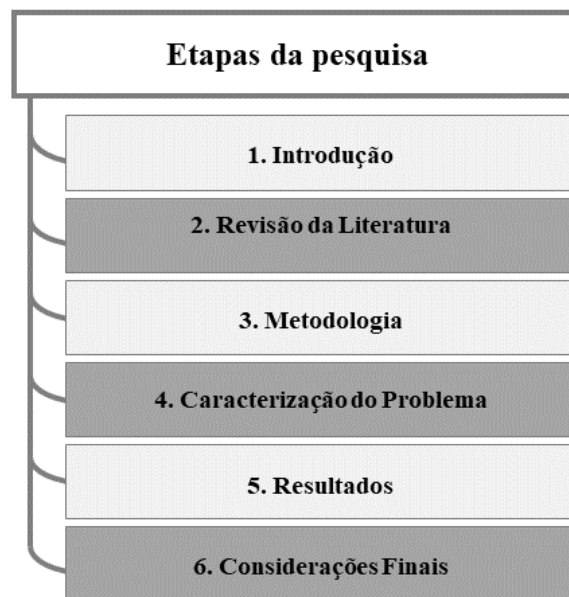 Etapas da pesquisa
1. Introdução
2. Revisão da Literatura
3. Metodologia
4. Caracterização do Problema
5. Resultados
6. Considerações Finais